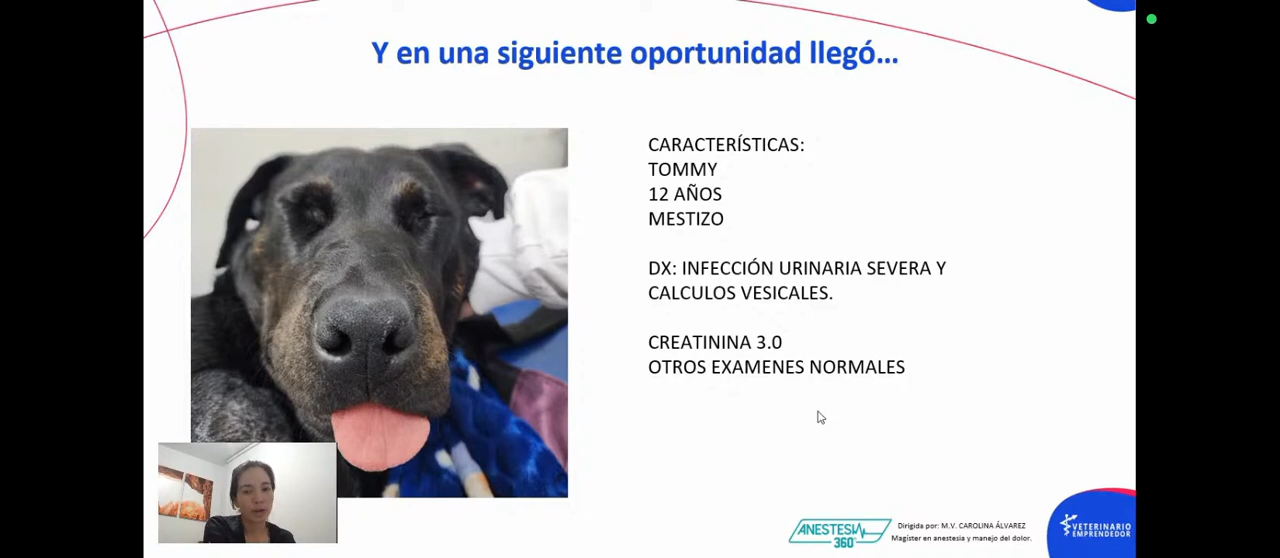 Y en una siguiente oportunidad llegó...
CARACTERÍSTICAS:
TOMMY
12 AÑOS
MESTIZO
DX: INFECCIÓN URINARIA SEVERA Y
CALCULOS VESICALES.
CREATININA 3.0
OTROS EXAMENES NORMALES
ANESTESIA
360°
Dirigida por: M.V. CAROLINA ÁLVAREZ
Magíster en anestesia y manejo del dolor.
VETERINARIO
EMPRENDEDOR